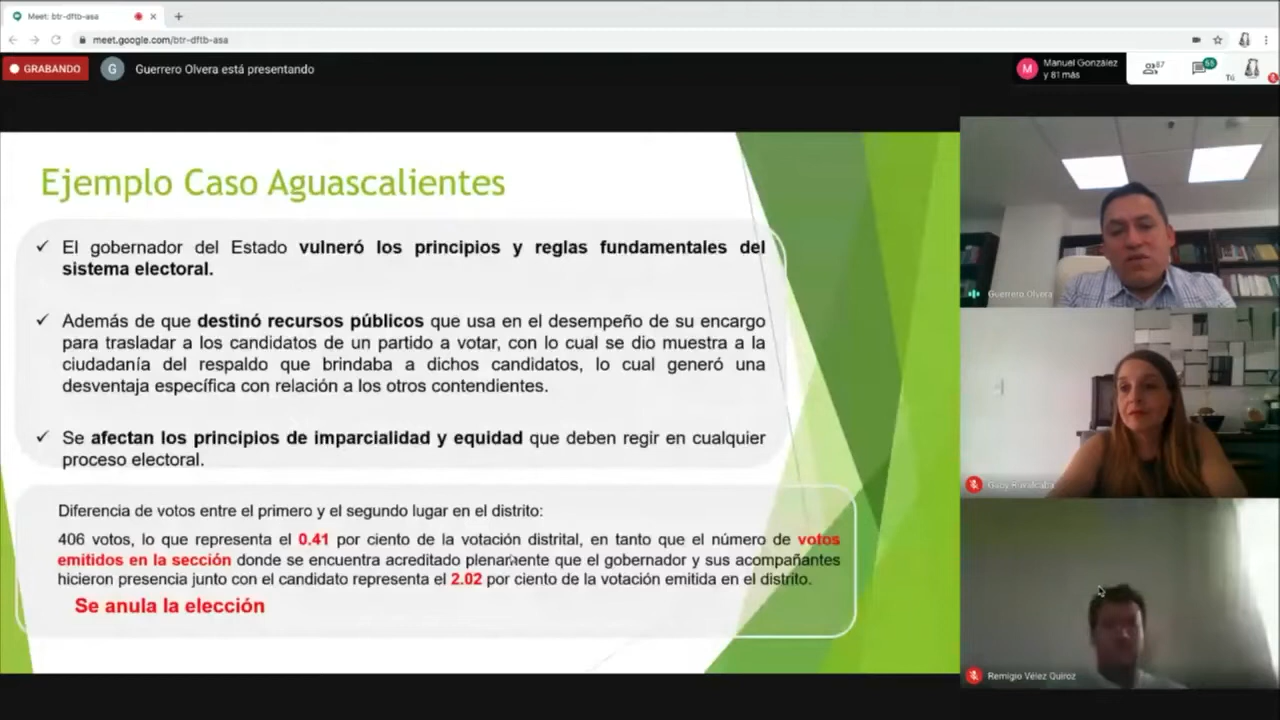 Meet: btr-dftb-asa
meet.google.com/btr-dftb-asa
GRABANDO
G
Guerrero Olvera está presentando
M
Manuel González
y 81 más
87
55
Tú
Ejemplo Caso Aguascalientes
✓ El gobernador del Estado vulneró los principios y reglas fundamentales del
sistema electoral.
✓ Además de que destinó recursos públicos que usa en el desempeño de su encargo
para trasladar a los candidatos de un partido a votar, con lo cual se dio muestra a la
ciudadanía del respaldo que brindaba a dichos candidatos, lo cual generó una
desventaja específica con relación a los otros contendientes.
✓ Se afectan los principios de imparcialidad y equidad que deben regir en cualquier
proceso electoral.
Diferencia de votos entre el primero y el segundo lugar en el distrito:
406 votos, lo que representa el 0.41 por ciento de la votación distrital, en tanto que el número de votos
emitidos en la sección donde se encuentra acreditado plenamente que el gobernador y sus acompañantes
hicieron presencia junto con el candidato representa el 2.02 por ciento de la votación emitida en el distrito.
Se anula la elección
Guerrero Olvera
Gaby Ruvalcaba
Remigio Vélez Quiroz